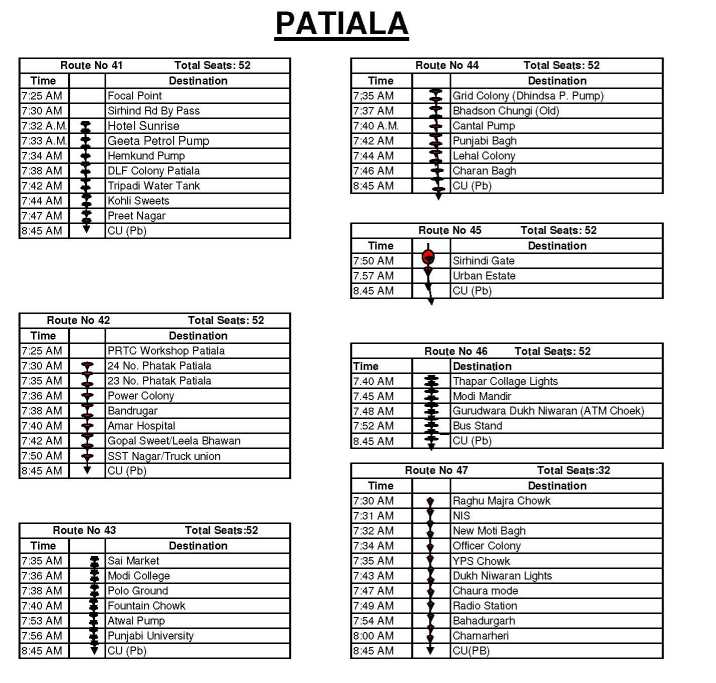 PATIALA
Route No 41 Total Seats: 52
Time Destination
7:25 AM Focal Point
7:30 AM Sirhind Rd By Pass
7:32 A.M. Hotel Sunrise
7:33 A.M. Geeta Petrol Pump
7:34 AM Hemkund Pump
7:38 AM DLF Colony Patiala
7:42 AM Tripadi Water Tank
7:44 AM Kohli Sweets
7:47 AM Preet Nagar
8:45 AM CU (Pb)
Route No 42 Total Seats: 52
Time Destination
7:25 AM PRTC Workshop Patiala
7:30 AM 24 No. Phatak Patiala
7:35 AM 23 No. Phatak Patiala
7:36 AM Power Colony
7:38 AM Bandrugar
7:40 AM Amar Hospital
7:42 AM Gopal Sweet/Leela Bhawan
7:50 AM SST Nagar/Truck union
8:45 AM CU (Pb)
Route No 43 Total Seats:52
Time Destination
7:35 AM Sai Market
7:36 AM Modi College
7:38 AM Polo Ground
7:40 AM Fountain Chowk
7:53 AM Atwal Pump
7:56 AM Punjabi University
8:45 AM CU (Pb)
Route No 44 Total Seats: 52
Time Destination
7:35 AM Grid Colony (Dhindsa P. Pump)
7:37 AM Bhadson Chungi (Old)
7:40 A.M. Cantal Pump
7:42 AM Punjabi Bagh
7:44 AM Lehal Colony
7:46 AM Charan Bagh
8:45 AM CU (Pb)
Route No 45 Total Seats: 52
Time Destination
7:50 AM Sirhindi Gate
7.57 AM Urban Estate
8.45 AM CU (Pb)
Route No 46 Total Seats: 52
Time Destination
7.40 AM Thapar Collage Lights
7.45 AM Modi Mandir
7.48 AM Gurudwara Dukh Niwaran (ATM Choek)
7:52 AM Bus Stand
8.45 AM CU (Pb)
Route No 47 Total Seats:32
Time Destination
7:30 AM Raghu Majra Chowk
7:31 AM NIS
7:32 AM New Moti Bagh
7:34 AM Officer Colony
7:35 AM YPS Chowk
7:43 AM Dukh Niwaran Lights
7:47 AM Chaura mode
7:49 AM Radio Station
7:54 AM Bahadurgarh
8:00 AM Chamarheri
8:45 AM CU(PB)